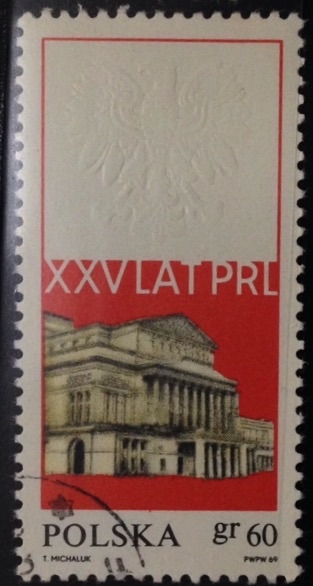 XXV LAT PRL
POLSKA gr 60
T. MICHALUK PWPW 69